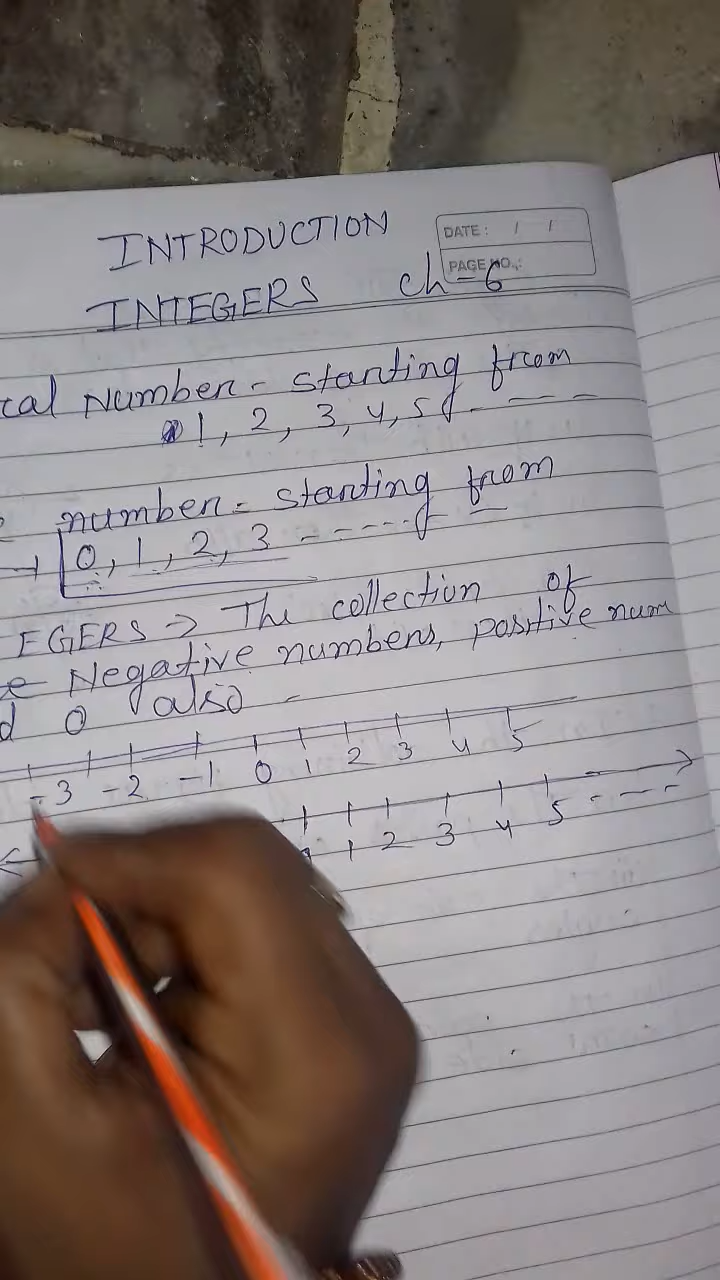 INTRODUCTION
DATE: / /
PAGE NO.:
INTEGERS ch-6
cal Number - starting from
1, 2, 3, 4, 5, - - - -
number - starting from
→ 0, 1, 2, 3 - - - - -
EGERS → The collection of
e Negative numbers, positive num
d 0 also -
-3 -2 -1 0 1 2 3 4 5
1 2 3 4 5 - - - -